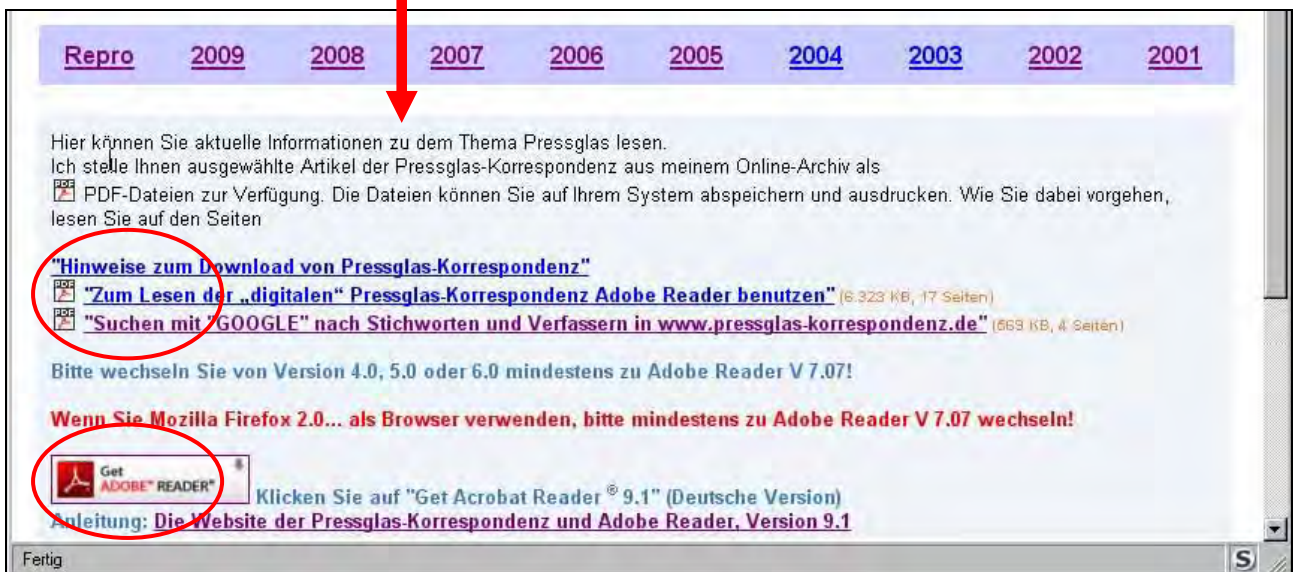 Repro 2009 2008 2007 2006 2005 2004 2003 2002 2001
Hier können Sie aktuelle Informationen zu dem Thema Pressglas lesen.
Ich stelle Ihnen ausgewählte Artikel der Pressglas-Korrespondenz aus meinem Online-Archiv als
PDF PDF-Dateien zur Verfügung. Die Dateien können Sie auf Ihrem System abspeichern und ausdrucken. Wie Sie dabei vorgehen,
lesen Sie auf den Seiten
"Hinweise zum Download von Pressglas-Korrespondenz"
PDF "Zum Lesen der „digitalen“ Pressglas-Korrespondenz Adobe Reader benutzen" (6.323 KB, 17 Seiten)
PDF "Suchen mit "GOOGLE" nach Stichworten und Verfassern in www.pressglas-korrespondenz.de" (569 KB, 4 Seiten)
Bitte wechseln Sie von Version 4.0, 5.0 oder 6.0 mindestens zu Adobe Reader V 7.07!
Wenn Sie Mozilla Firefox 2.0... als Browser verwenden, bitte mindestens zu Adobe Reader V 7.07 wechseln!
Get
ADOBE® READER®
Klicken Sie auf "Get Acrobat Reader ® 9.1" (Deutsche Version)
Anleitung: Die Website der Pressglas-Korrespondenz und Adobe Reader, Version 9.1
Fertig S